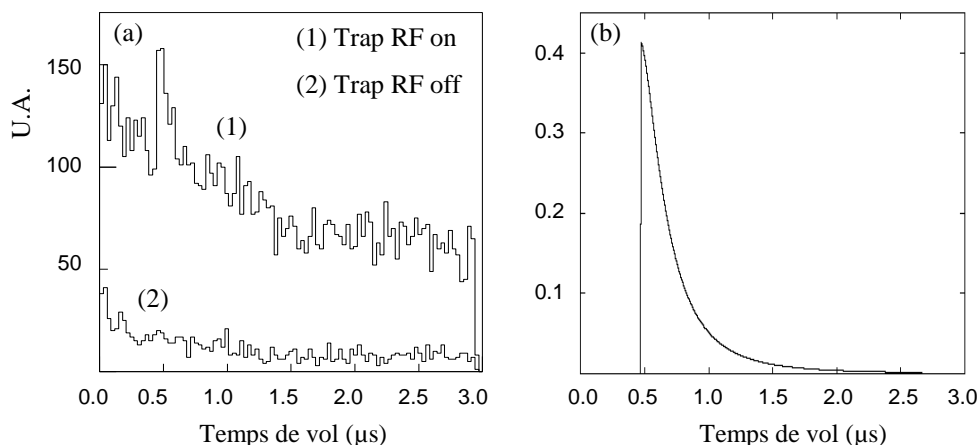 (a)
(1) Trap RF on
(2) Trap RF off
U.A.
150
100
50
(1)
(2)
0.0 0.5 1.0 1.5 2.0 2.5 3.0
Temps de vol (µs)
(b)
0.4
0.3
0.2
0.1
0.0 0.5 1.0 1.5 2.0 2.5 3.0
Temps de vol (µs)